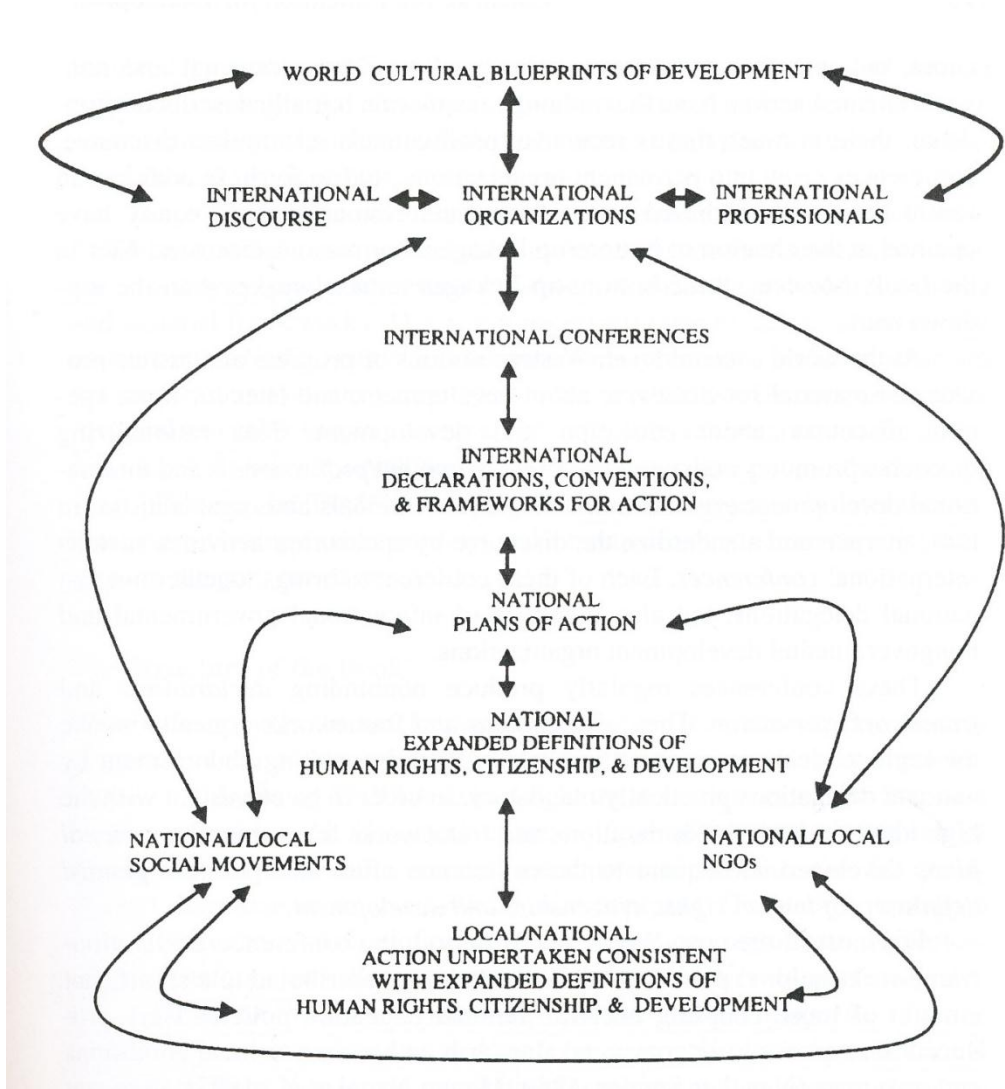 WORLD CULTURAL BLUEPRINTS OF DEVELOPMENT
INTERNATIONAL DISCOURSE
INTERNATIONAL ORGANIZATIONS
INTERNATIONAL PROFESSIONALS
INTERNATIONAL CONFERENCES
INTERNATIONAL
DECLARATIONS, CONVENTIONS,
& FRAMEWORKS FOR ACTION
NATIONAL
PLANS OF ACTION
NATIONAL
EXPANDED DEFINITIONS OF
HUMAN RIGHTS, CITIZENSHIP, & DEVELOPMENT
NATIONAL/LOCAL
SOCIAL MOVEMENTS
NATIONAL/LOCAL
NGOs
LOCAL/NATIONAL
ACTION UNDERTAKEN CONSISTENT
WITH EXPANDED DEFINITIONS OF
HUMAN RIGHTS, CITIZENSHIP, & DEVELOPMENT